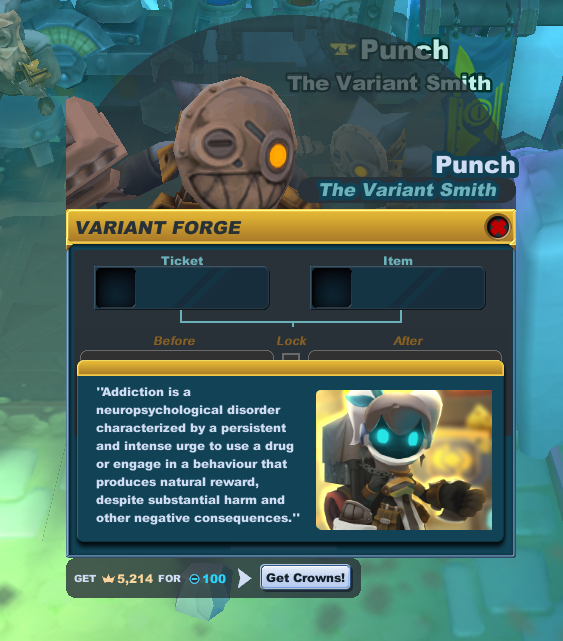 Punch
The Variant Smith
Punch
The Variant Smith
VARIANT FORGE
Ticket
Item
Before
Lock
After
"Addiction is a
neuropsychological disorder
characterized by a persistent
and intense urge to use a drug
or engage in a behaviour that
produces natural reward,
despite substantial harm and
other negative consequences."
GET 5,214 FOR 100
Get Crowns!